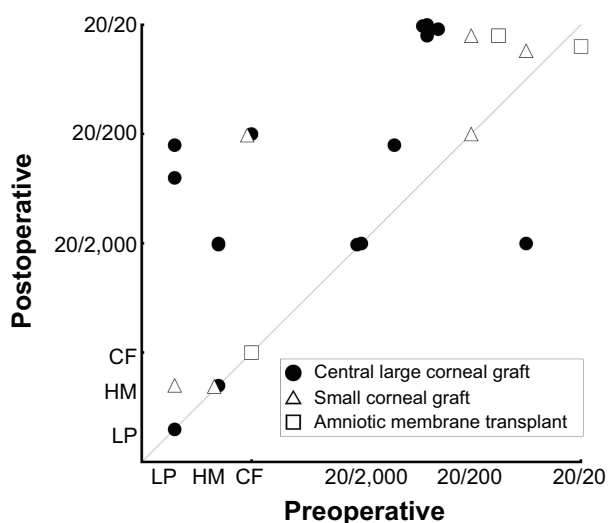 Postoperative
20/20
20/200
20/2,000
CF
HM
LP
Central large corneal graft
Small corneal graft
Amniotic membrane transplant
LP HM CF 20/2,000 20/200 20/20
Preoperative